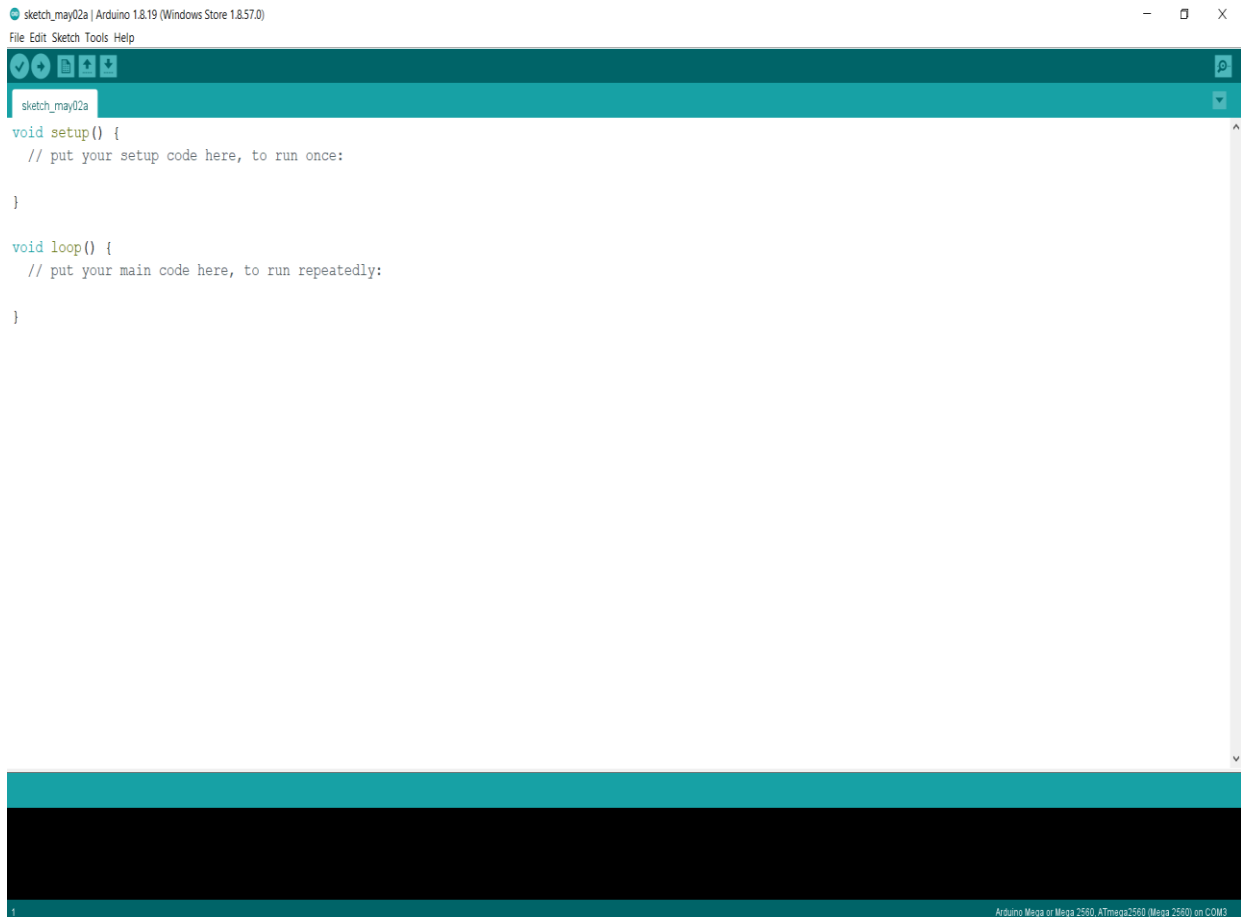 sketch_may02a | Arduino 1.8.19 (Windows Store 1.8.57.0)
File Edit Sketch Tools Help
sketch_may02a
void setup() {
  // put your setup code here, to run once:
}
void loop() {
  // put your main code here, to run repeatedly:
}
1
Arduino Mega or Mega 2560, ATmega2560 (Mega 2560) on COM3